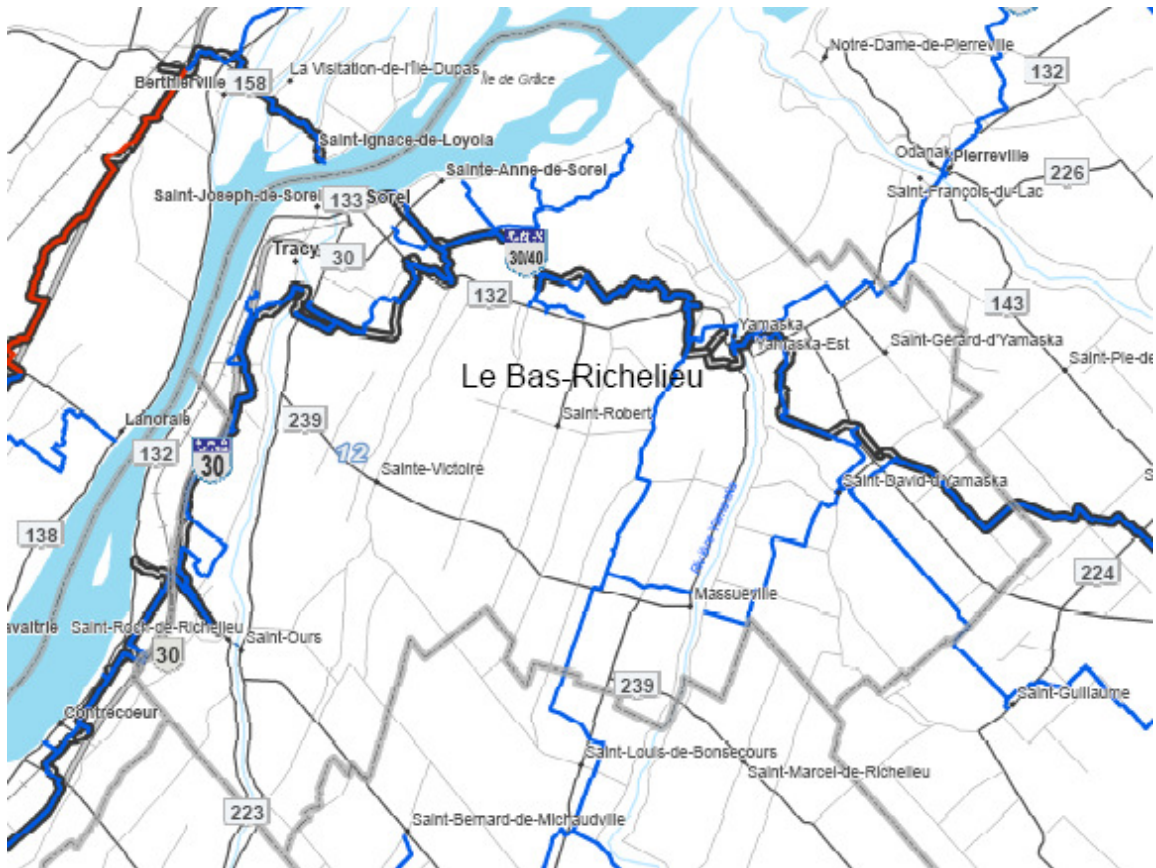 Notre-Dame-de-Pierreville
132
La Visitation-de-l'Île-Dupas
Île de Grâce
Berthierville
158
Saint-Ignace-de-Loyola
Odanak
Pierreville
Sainte-Anne-de-Sorel
226
Saint-François-du-Lac
Saint-Joseph-de-Sorel
133
Sorel
Tracy
30
30/40
132
143
Yamaska
Yamaska-Est
Saint-Gérard-d'Yamaska
Saint-Pie-de
Le Bas-Richelieu
Saint-Robert
Lanoraie
239
132
30
12
Sainte-Victoire
Saint-David-d'Yamaska
138
224
Massueville
Saint-Rock-de-Richelieu
Saint-Ours
30
239
Saint-Guillaume
Contrecoeur
Saint-Louis-de-Bonsecours
Saint-Marcel-de-Richelieu
223
Saint-Bernard-de-Michaudville